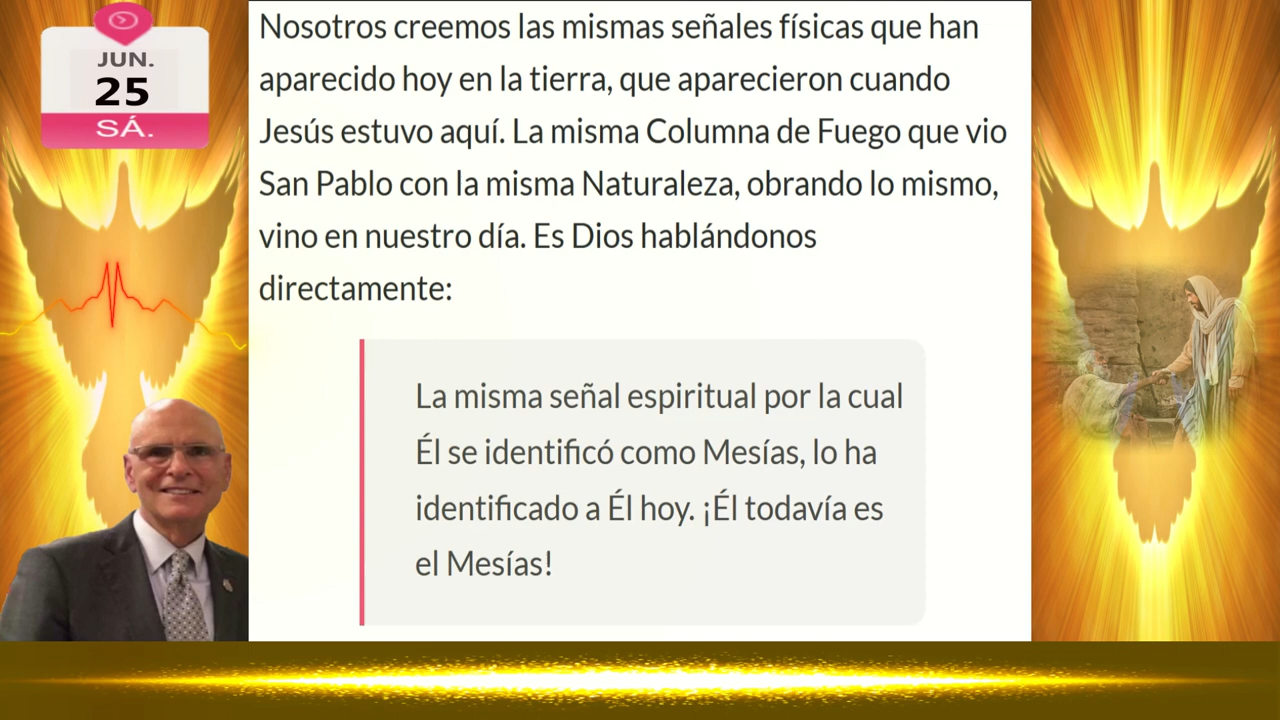 JUN.
25
SÁ.
Nosotros creemos las mismas señales físicas que han
aparecido hoy en la tierra, que aparecieron cuando
Jesús estuvo aquí. La misma Columna de Fuego que vio
San Pablo con la misma Naturaleza, obrando lo mismo,
vino en nuestro día. Es Dios hablándonos
directamente:
La misma señal espiritual por la cual
Él se identificó como Mesías, lo ha
identificado a Él hoy. ¡Él todavía es
el Mesías!